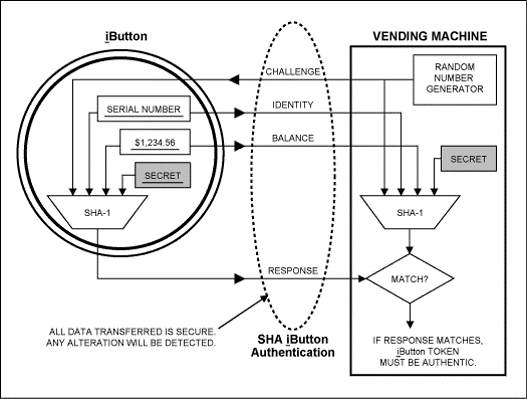 iButton
VENDING MACHINE
CHALLENGE
RANDOM
NUMBER
GENERATOR
SERIAL NUMBER
IDENTITY
$1,234.56
BALANCE
SECRET
SECRET
SHA-1
SHA-1
RESPONSE
MATCH?
ALL DATA TRANSFERRED IS SECURE.
ANY ALTERATION WILL BE DETECTED.
SHA iButton
Authentication
IF RESPONSE MATCHES,
iButton TOKEN
MUST BE AUTHENTIC.